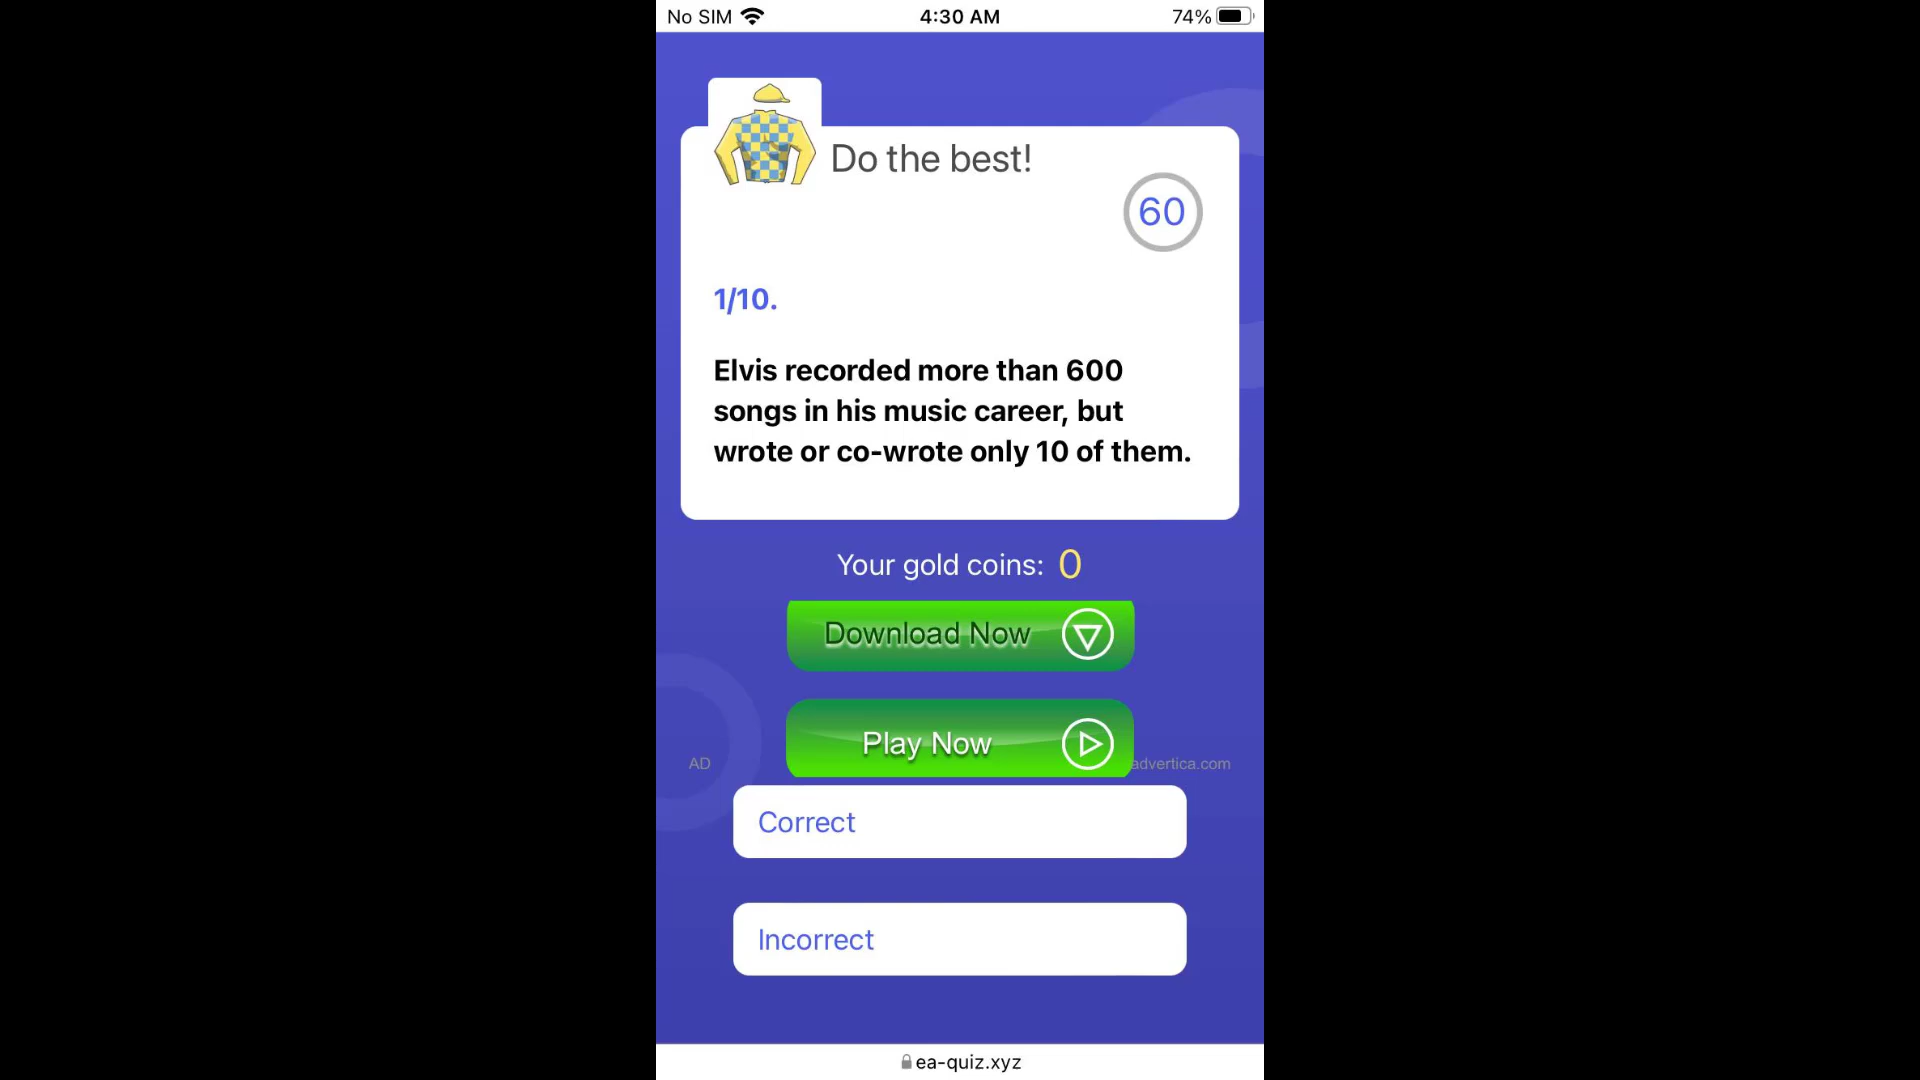 No SIM 4:30 AM 74%
Do the best!
60
1/10.
Elvis recorded more than 600
songs in his music career, but
wrote or co-wrote only 10 of them.
Your gold coins: 0
Download Now
Play Now
AD advertica.com
Correct
Incorrect
ea-quiz.xyz